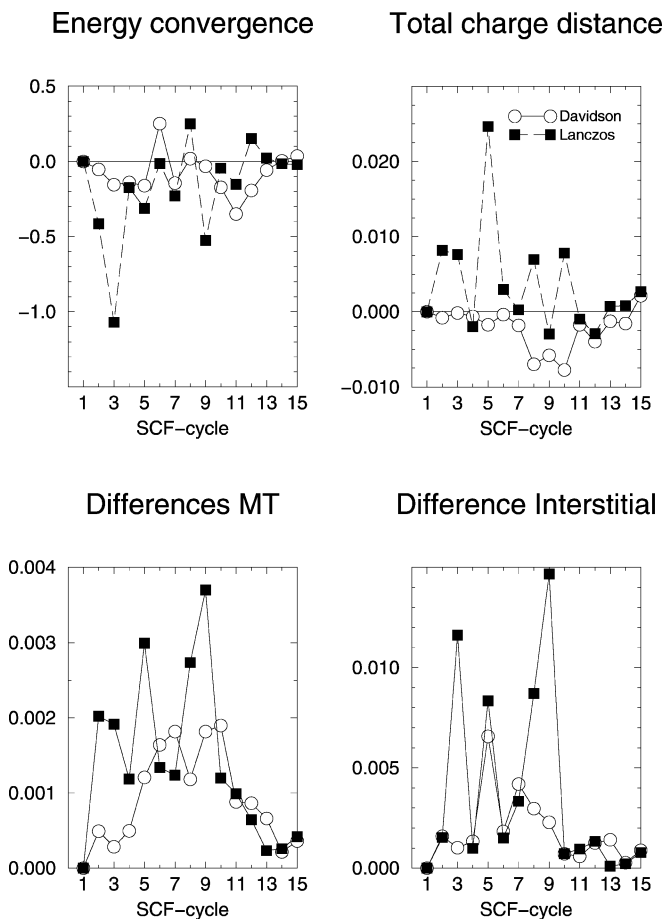 Energy convergence
Total charge distance
0.5
0.0
−0.5
−1.0
1 3 5 7 9 11 13 15
SCF−cycle
Davidson
Lanczos
0.020
0.010
0.000
−0.010
1 3 5 7 9 11 13 15
SCF−cycle
Differences MT
Difference Interstitial
0.004
0.003
0.002
0.001
0.000
1 3 5 7 9 11 13 15
SCF−cycle
0.010
0.005
0.000
1 3 5 7 9 11 13 15
SCF−cycle